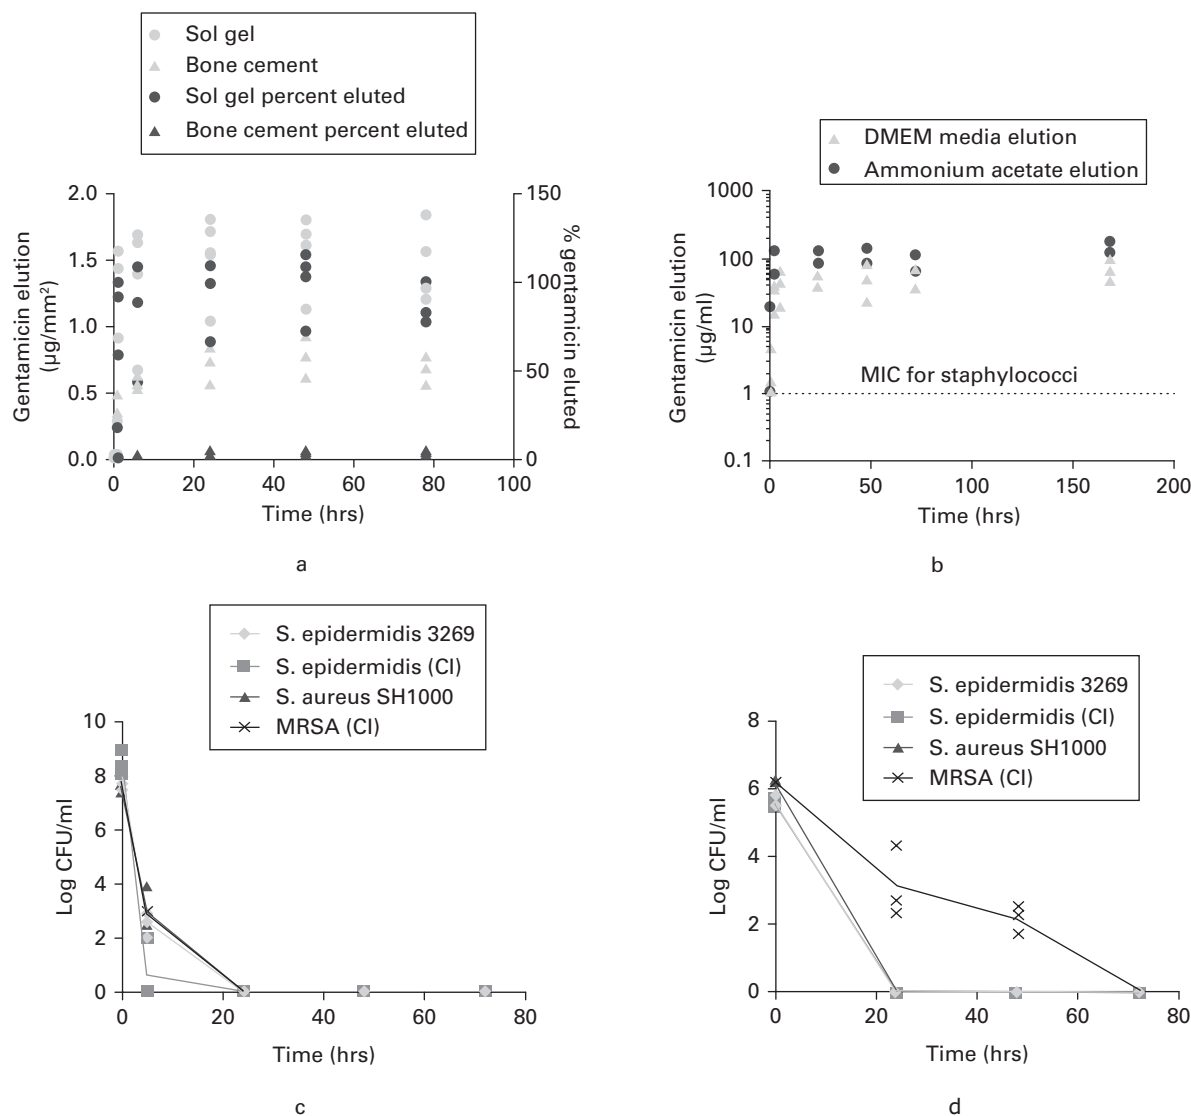 Sol gel
Bone cement
Sol gel percent eluted
Bone cement percent eluted
2.0
1.5
1.0
0.5
0.0
Gentamicin elution
(µg/mm²)
150
100
50
0
% gentamicin eluted
0
20
40
60
80
100
Time (hrs)
a
DMEM media elution
Ammonium acetate elution
1000
100
10
1
0.1
Gentamicin elution
(µg/ml)
MIC for staphylococci
0
50
100
150
200
Time (hrs)
b
S. epidermidis 3269
S. epidermidis (CI)
S. aureus SH1000
MRSA (CI)
10
8
6
4
2
0
Log CFU/ml
0
20
40
60
80
Time (hrs)
c
S. epidermidis 3269
S. epidermidis (CI)
S. aureus SH1000
MRSA (CI)
8
6
4
2
0
Log CFU/ml
0
20
40
60
80
Time (hrs)
d